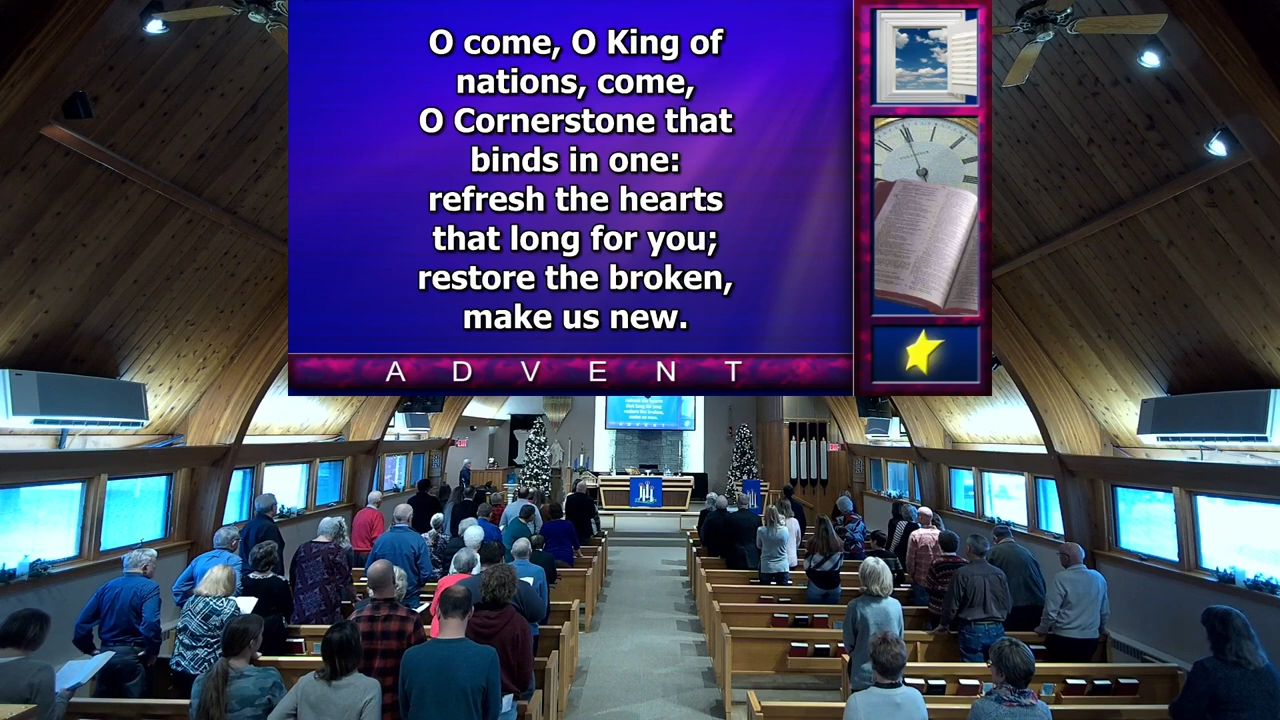 O come, O King of
nations, come,
O Cornerstone that
binds in one:
refresh the hearts
that long for you;
restore the broken,
make us new.
A D V E N T